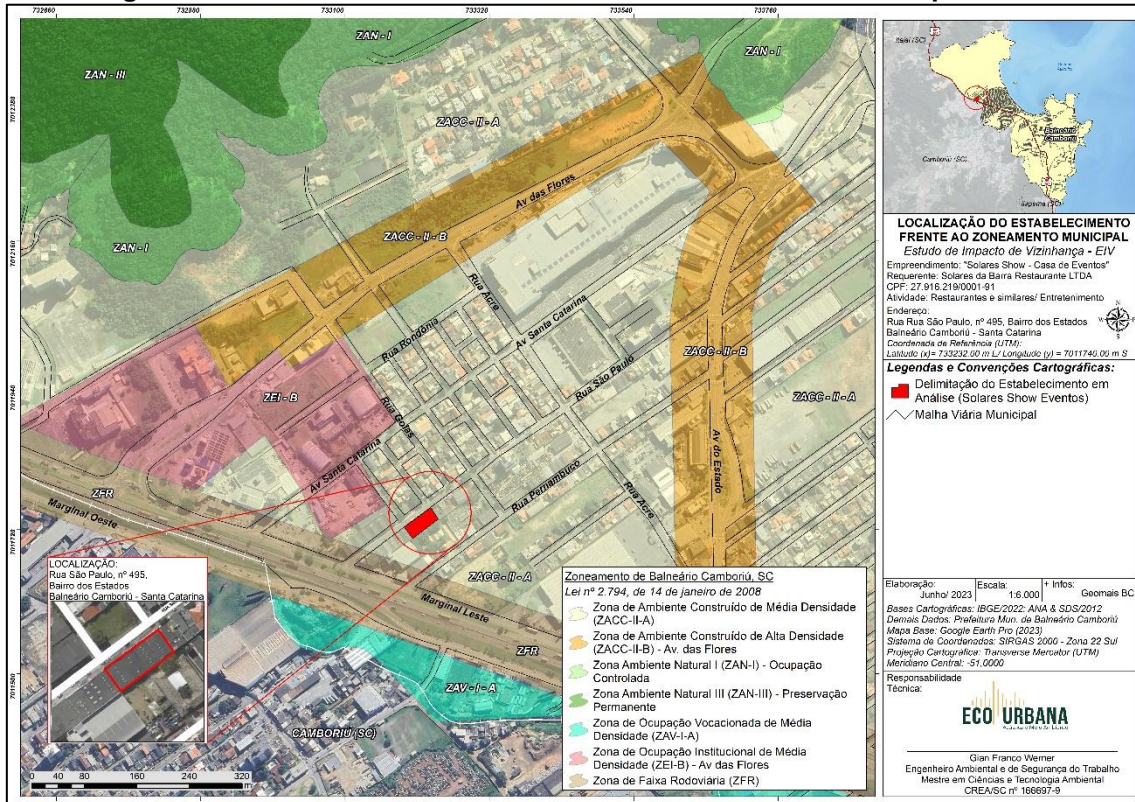 732660
732880
733100
733320
733540
733760
7012380
7012160
7011940
7011720
7011500
ZAN - III
ZAN - I
ZAN - I
ZAN - I
ZACC - II - A
ZACC - II - B
Av das Flores
Rua Acre
Av Santa Catarina
Rua Rondônia
Rua São Paulo
ZACC - II - B
ZACC - II - A
ZEI - B
Rua Goias
Av Santa Catarina
Rua Pernambuco
Av do Estado
Rua Acre
ZFR
Marginal Oeste
ZACC - II - A
Marginal Leste
ZFR
ZAV - I - A
CAMBORIU (SC)
LOCALIZAÇÃO:
Rua São Paulo, nº 495,
Bairro dos Estados
Balneário Camboriú - Santa Catarina
0 40 80 160 240 320
m
Zoneamento de Balneário Camboriú, SC
Lei nº 2.794, de 14 de janeiro de 2008
Zona de Ambiente Construído de Média Densidade
(ZACC-II-A)
Zona de Ambiente Construído de Alta Densidade
(ZACC-II-B) - Av. das Flores
Zona Ambiente Natural I (ZAN-I) - Ocupação
Controlada
Zona Ambiente Natural III (ZAN-III) - Preservação
Permanente
Zona de Ocupação Vocacionada de Média
Densidade (ZAV-I-A)
Zona de Ocupação Institucional de Média
Densidade (ZEI-B) - Av das Flores
Zona de Faixa Rodoviária (ZFR)
Itajaí (SC)
Balneário
Camboriú
Camboriú (SC)
Itapema (SC)
LOCALIZAÇÃO DO ESTABELECIMENTO
FRENTE AO ZONEAMENTO MUNICIPAL
Estudo de Impacto de Vizinhança - EIV
Empreendimento: "Solares Show - Casa de Eventos"
Requerente: Solares da Barra Restaurante LTDA
CPF: 27.916.219/0001-91
Atividade: Restaurantes e similares/ Entretenimento
Endereço:
Rua Rua São Paulo, nº 495, Bairro dos Estados
Balneário Camboriú - Santa Catarina
Coordenada de Referência (UTM):
Latitude (x)= 733232.00 m L/ Longitude (y) = 7011740.00 m S
Legendas e Convenções Cartográficas:
Delimitação do Estabelecimento em
Análise (Solares Show Eventos)
Malha Viária Municipal
Elaboração: Escala: + Infos:
Junho/ 2023 1:6.000 Geomais BC
Bases Cartográficas: IBGE/2022; ANA & SDS/2012
Demais Dados: Prefeitura Mun. de Balneário Camboriú
Mapa Base: Google Earth Pro (2023)
Sistema de Coordenadas: SIRGAS 2000 - Zona 22 Sul
Projeção Cartográfica: Transverse Mercator (UTM)
Meridiano Central: -51,0000
Responsabilidade
Técnica:
ECO URBANA
Gian Franco Werner
Engenheiro Ambiental e de Segurança do Trabalho
Mestre em Ciências e Tecnologia Ambiental
CREA/SC nº 166697-9